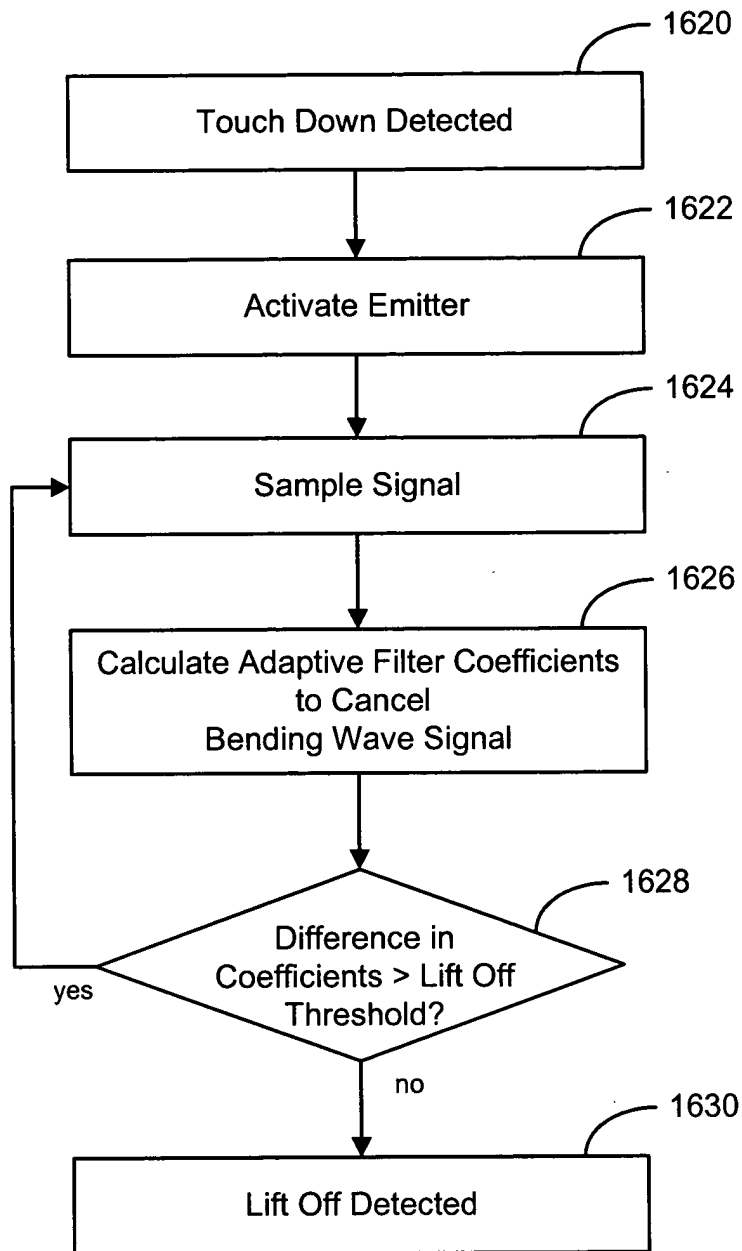 1620
Touch Down Detected
1622
Activate Emitter
1624
Sample Signal
1626
Calculate Adaptive Filter Coefficients
to Cancel
Bending Wave Signal
1628
Difference in
Coefficients > Lift Off
Threshold?
yes
no
1630
Lift Off Detected